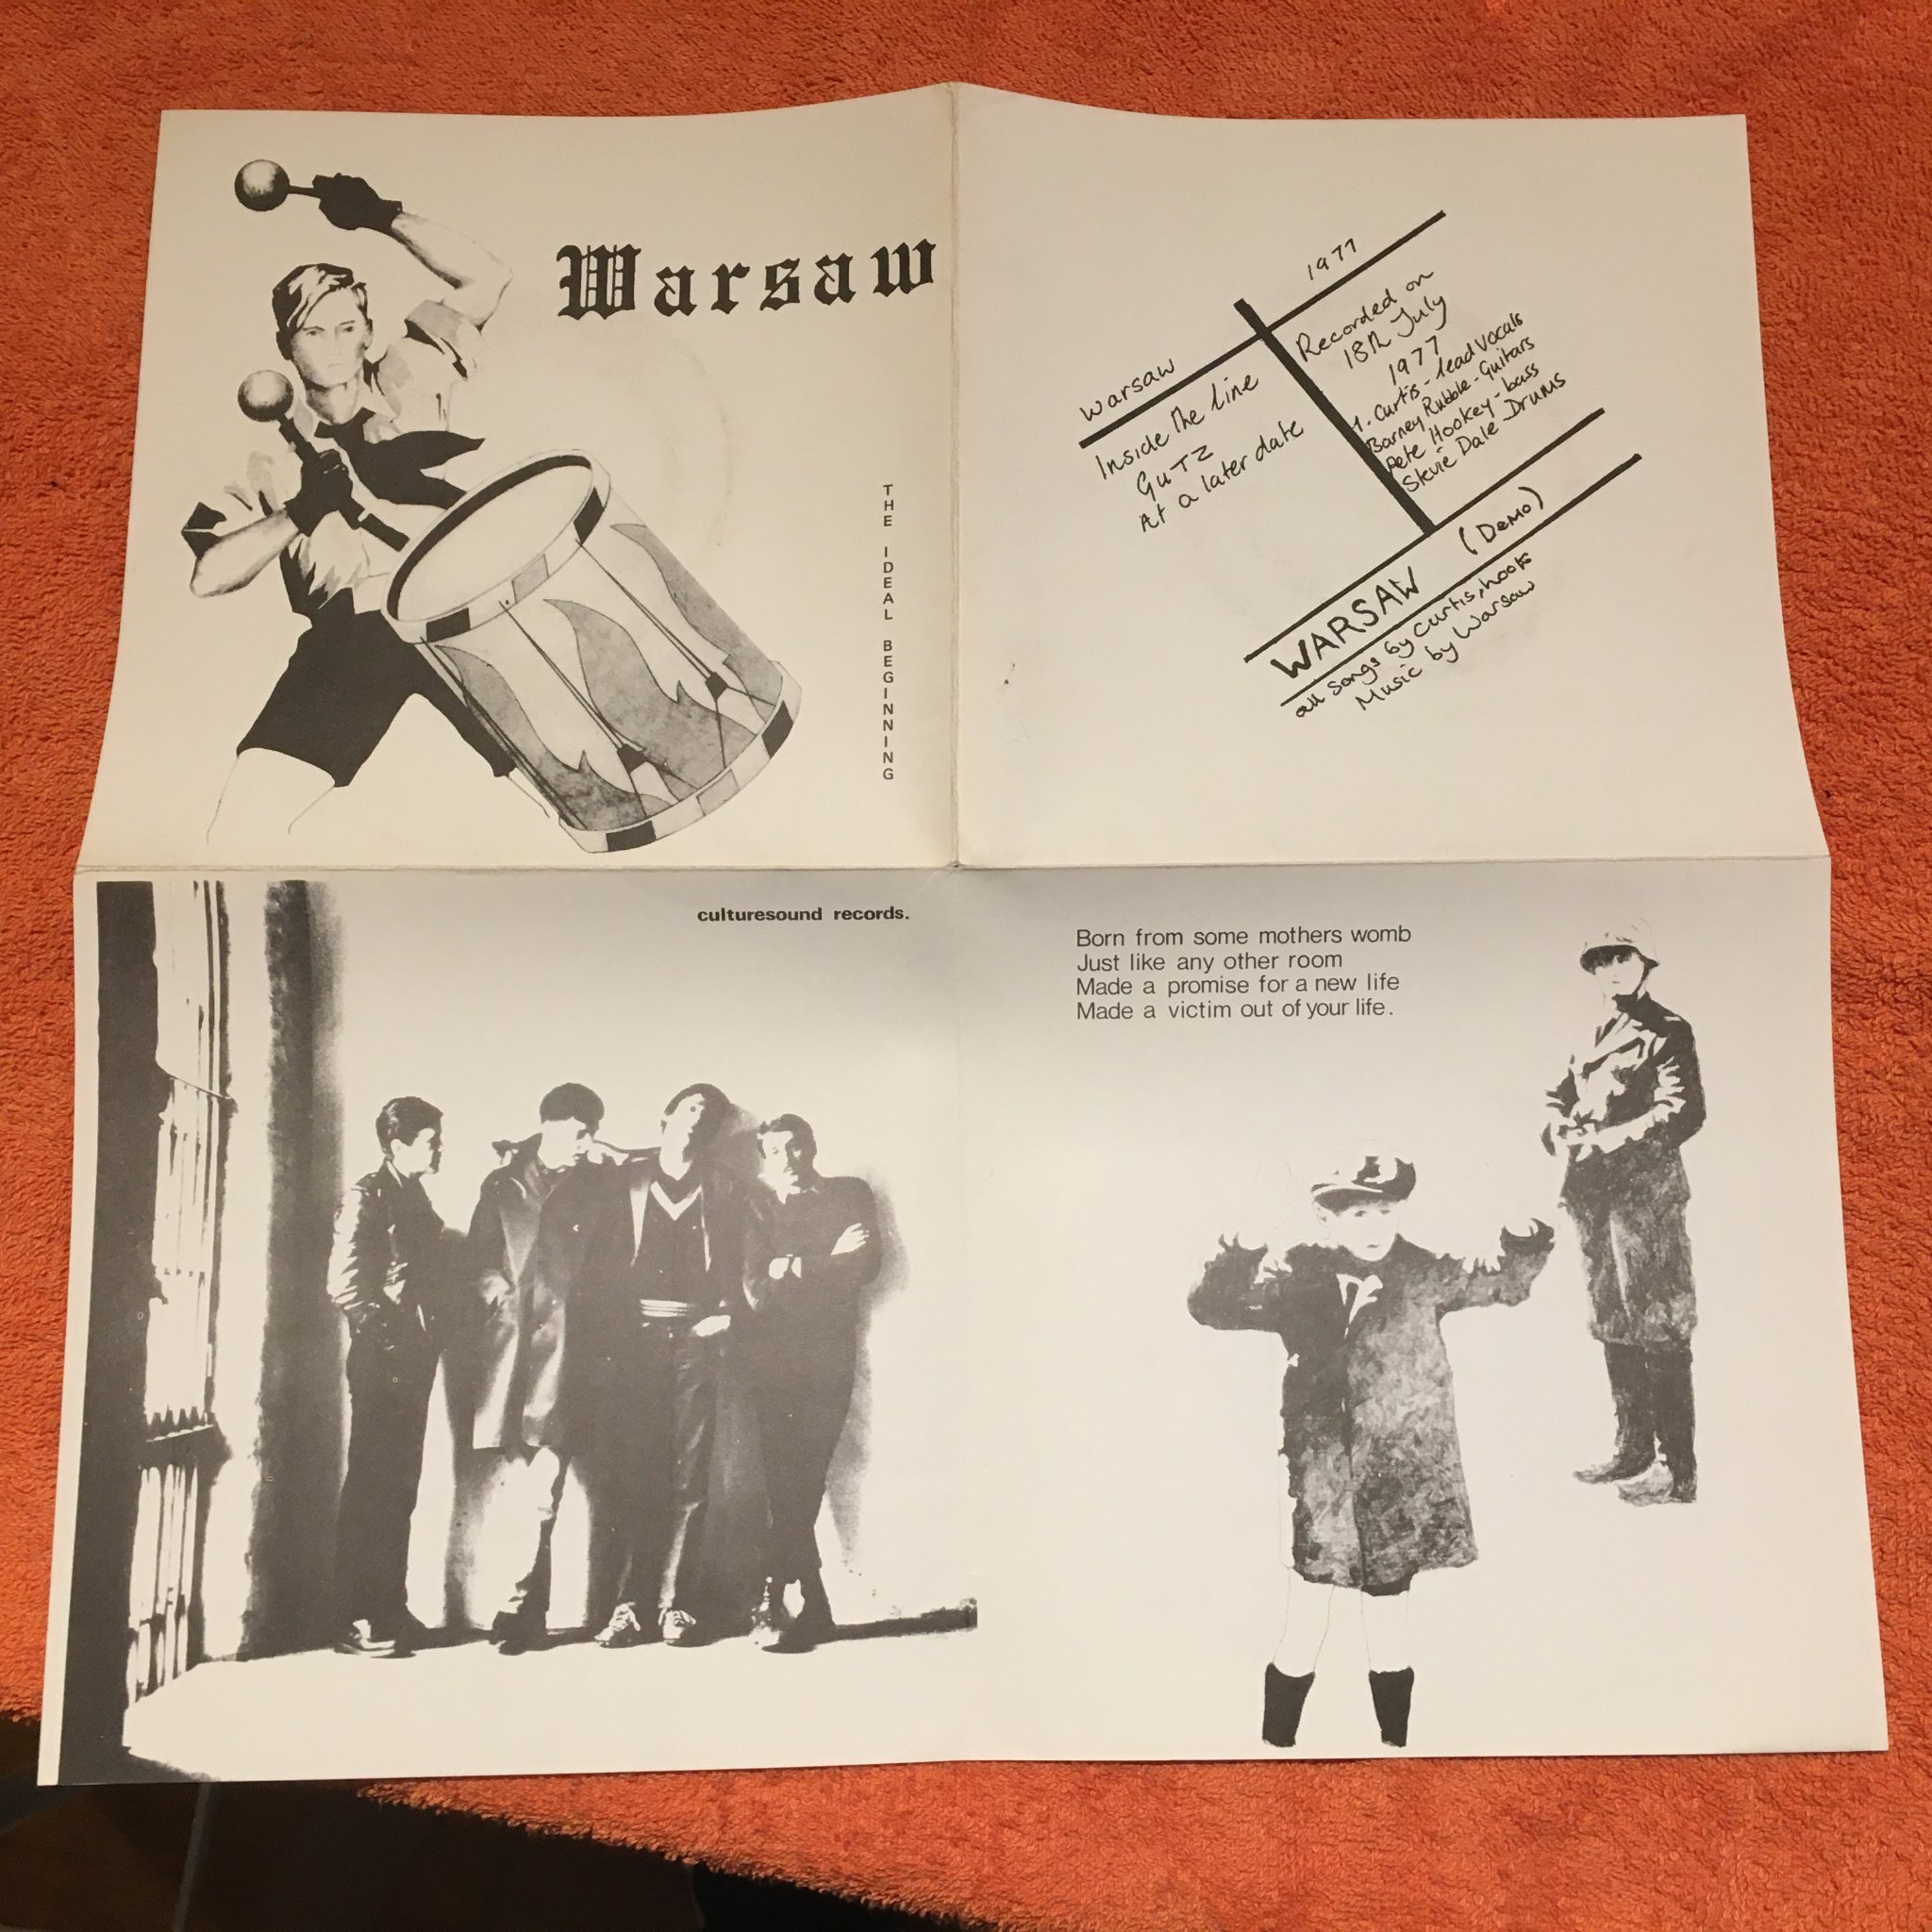 Warsaw
THE IDEAL BEGINNING
Warsaw
1977
Inside the line
GUTZ
At a later date
Recorded on
18th July
1977
I. Curtis - lead vocals
Barney Rubble - Guitars
Pete Hookey - bass
Stevie Dale - Drums
WARSAW (Demo)
all songs by Curtis, hook
Music by Warsaw
culturesound records.
Born from some mothers womb
Just like any other room
Made a promise for a new life
Made a victim out of your life.